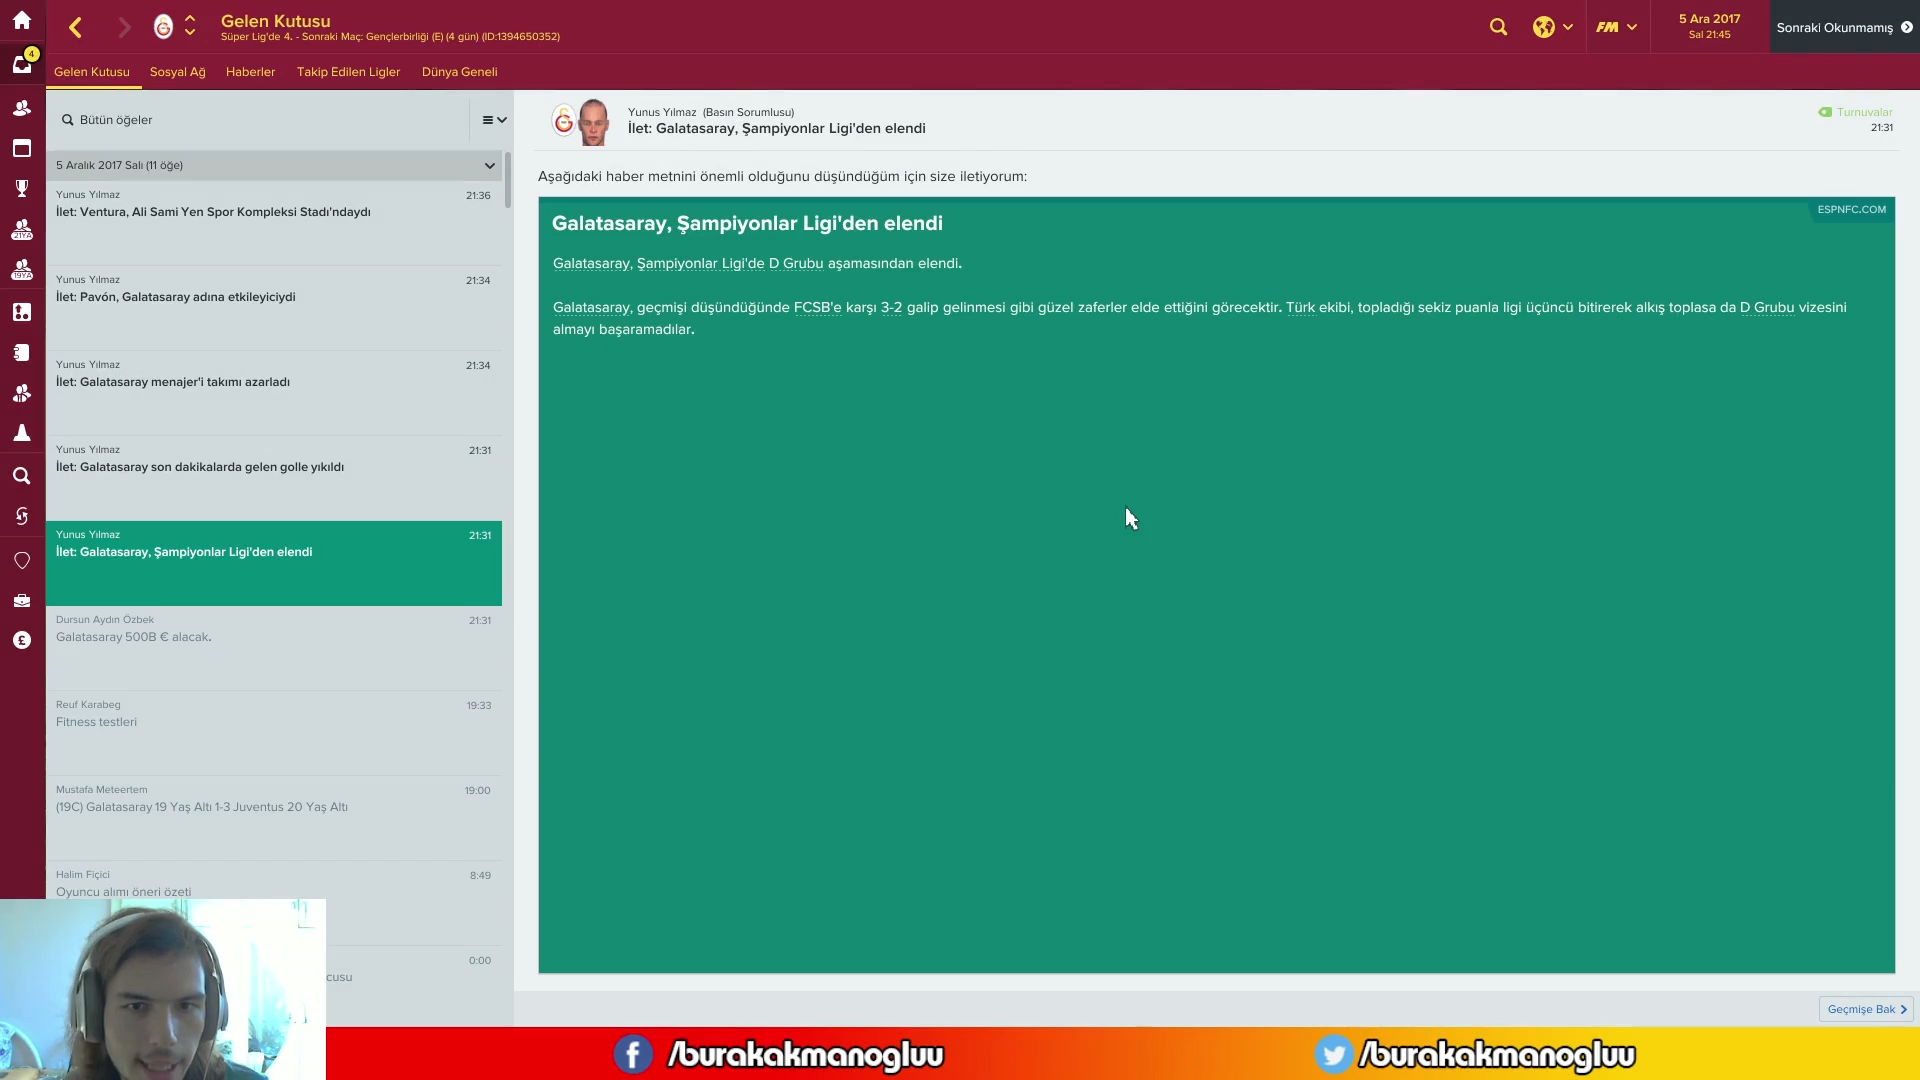 Gelen Kutusu
Süper Lig'de 4. - Sonraki Maç: Gençlerbirliği (E) (4 gün) (ID:1394650352)
FM
5 Ara 2017
Sal 21:45
Sonraki Okunmamış
4
Gelen Kutusu
Sosyal Ağ
Haberler
Takip Edilen Ligler
Dünya Geneli
21YA
19YA
Bütün öğeler
5 Aralık 2017 Salı (11 öğe)
Yunus Yılmaz
21:36
İlet: Ventura, Ali Sami Yen Spor Kompleksi Stadı'ndaydı
Yunus Yılmaz
21:34
İlet: Pavón, Galatasaray adına etkileyiciydi
Yunus Yılmaz
21:34
İlet: Galatasaray menajer'i takımı azarladı
Yunus Yılmaz
21:31
İlet: Galatasaray son dakikalarda gelen golle yıkıldı
Yunus Yılmaz
21:31
İlet: Galatasaray, Şampiyonlar Ligi'den elendi
Dursun Aydın Özbek
21:31
Galatasaray 500B € alacak.
Reuf Karabeg
19:33
Fitness testleri
Mustafa Meteertem
19:00
(19C) Galatasaray 19 Yaş Altı 1-3 Juventus 20 Yaş Altı
Halim Fiçici
8:49
Oyuncu alımı öneri özeti
0:00
cusu
Yunus Yılmaz (Basın Sorumlusu)
İlet: Galatasaray, Şampiyonlar Ligi'den elendi
Turnuvalar
21:31
Aşağıdaki haber metnini önemli olduğunu düşündüğüm için size iletiyorum:
ESPNFC.COM
Galatasaray, Şampiyonlar Ligi'den elendi
Galatasaray, Şampiyonlar Ligi'de D Grubu aşamasından elendi.
Galatasaray, geçmişi düşündüğünde FCSB'e karşı 3-2 galip gelinmesi gibi güzel zaferler elde ettiğini görecektir. Türk ekibi, topladığı sekiz puanla ligi üçüncü bitirerek alkış toplasa da D Grubu vizesini
almayı başaramadılar.
Geçmişe Bak
/burakakmanogluu
/burakakmanogluu